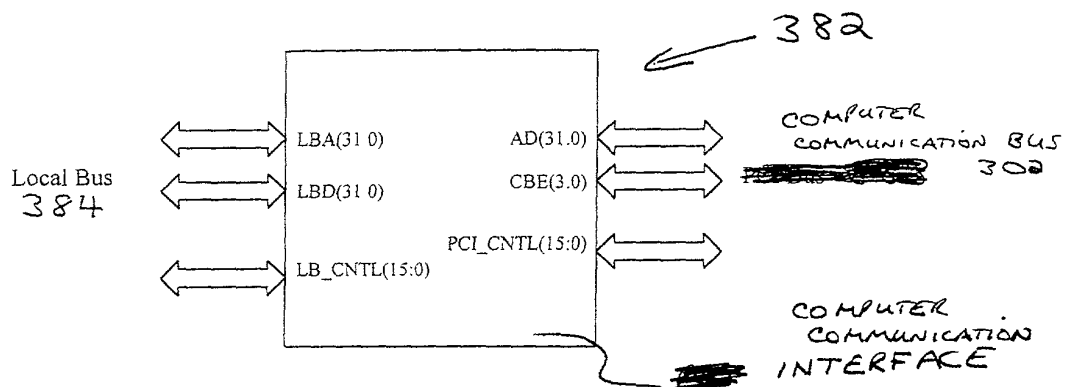 382
LBA(31 0)
LBD(31 0)
LB_CNTL(15:0)
Local Bus
384
AD(31.0)
CBE(3.0)
PCI_CNTL(15:0)
COMPUTER
COMMUNICATION BUS
302
COMPUTER
COMMUNICATION
INTERFACE